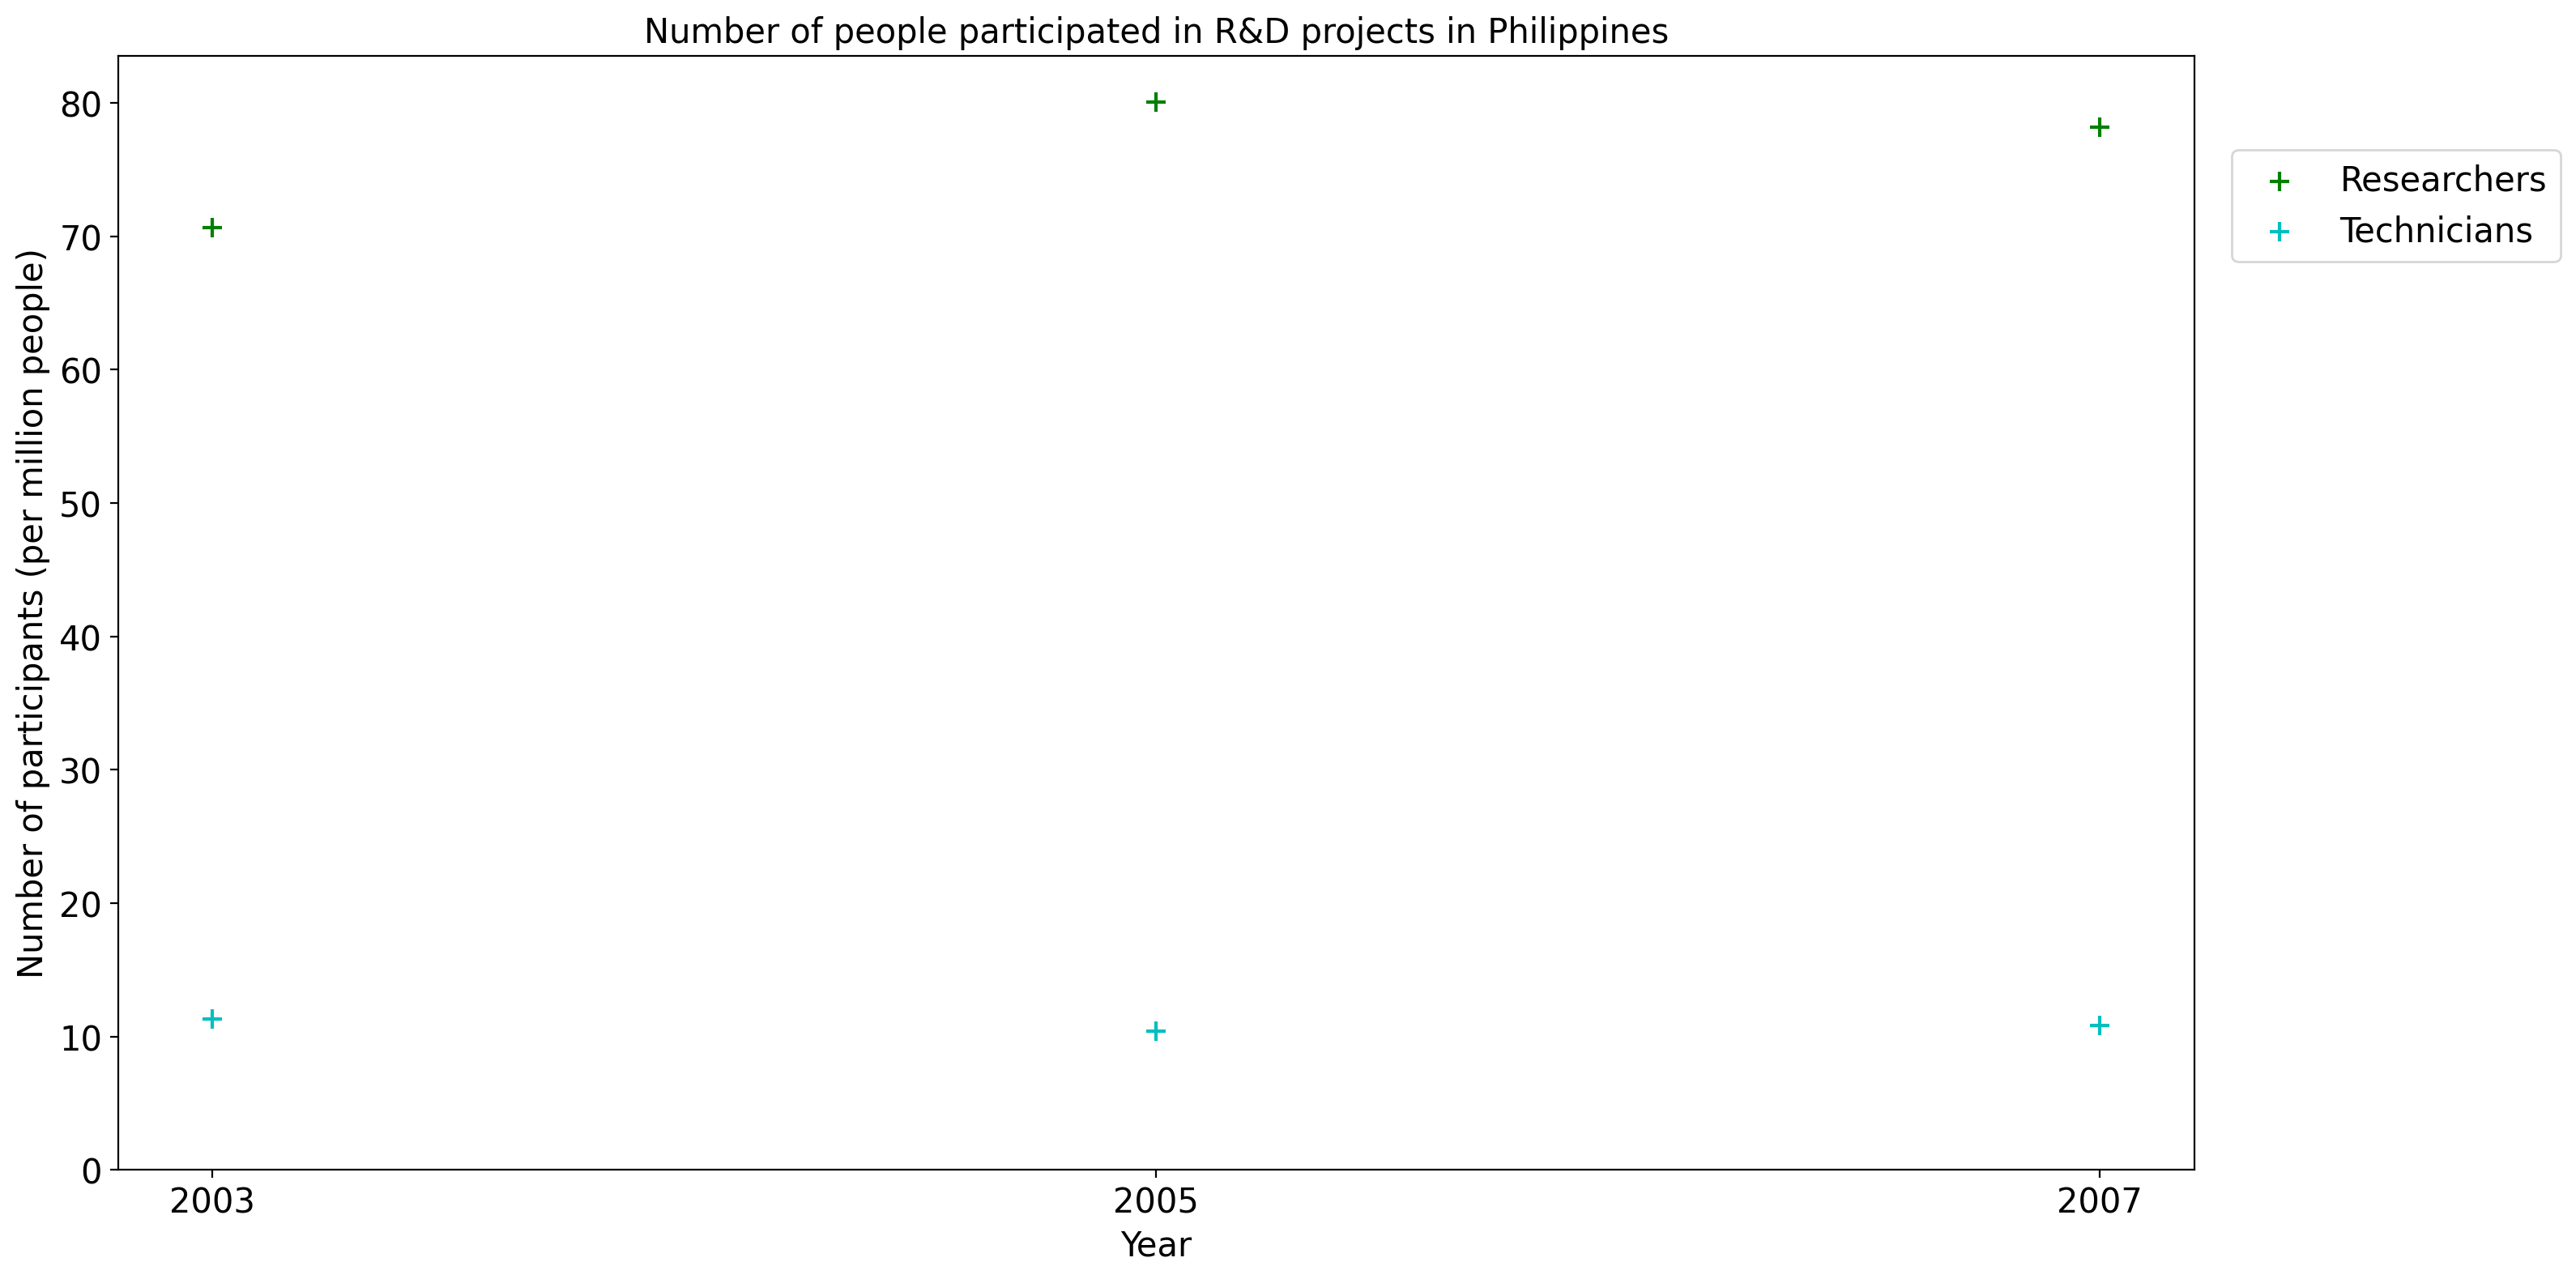 Number of people participated in R&D projects in Philippines
Number of participants (per million people)
80
70
60
50
40
30
20
10
0
2003
2005
2007
Year
Researchers
Technicians